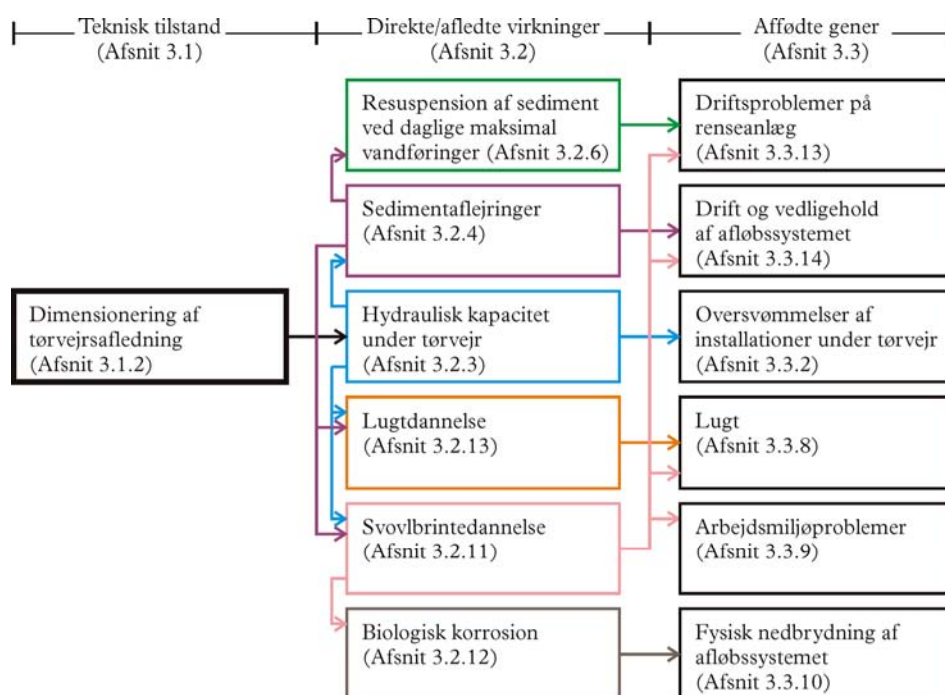 Teknisk tilstand
(Afsnit 3.1)
Direkte/afledte virkninger
(Afsnit 3.2)
Affødte gener
(Afsnit 3.3)
Dimensionering af
tørvejrsafledning
(Afsnit 3.1.2)
Resuspension af sediment
ved daglige maksimal
vandføringer (Afsnit 3.2.6)
Sedimentaflejringer
(Afsnit 3.2.4)
Hydraulisk kapacitet
under tørvejr
(Afsnit 3.2.3)
Lugtdannelse
(Afsnit 3.2.13)
Svovlbrintedannelse
(Afsnit 3.2.11)
Biologisk korrosion
(Afsnit 3.2.12)
Driftsproblemer på
renseanlæg
(Afsnit 3.3.13)
Drift og vedligehold
af afløbssystemet
(Afsnit 3.3.14)
Oversvømmelser af
installationer under tørvejr
(Afsnit 3.3.2)
Lugt
(Afsnit 3.3.8)
Arbejdsmiljøproblemer
(Afsnit 3.3.9)
Fysisk nedbrydning af
afløbssystemet
(Afsnit 3.3.10)